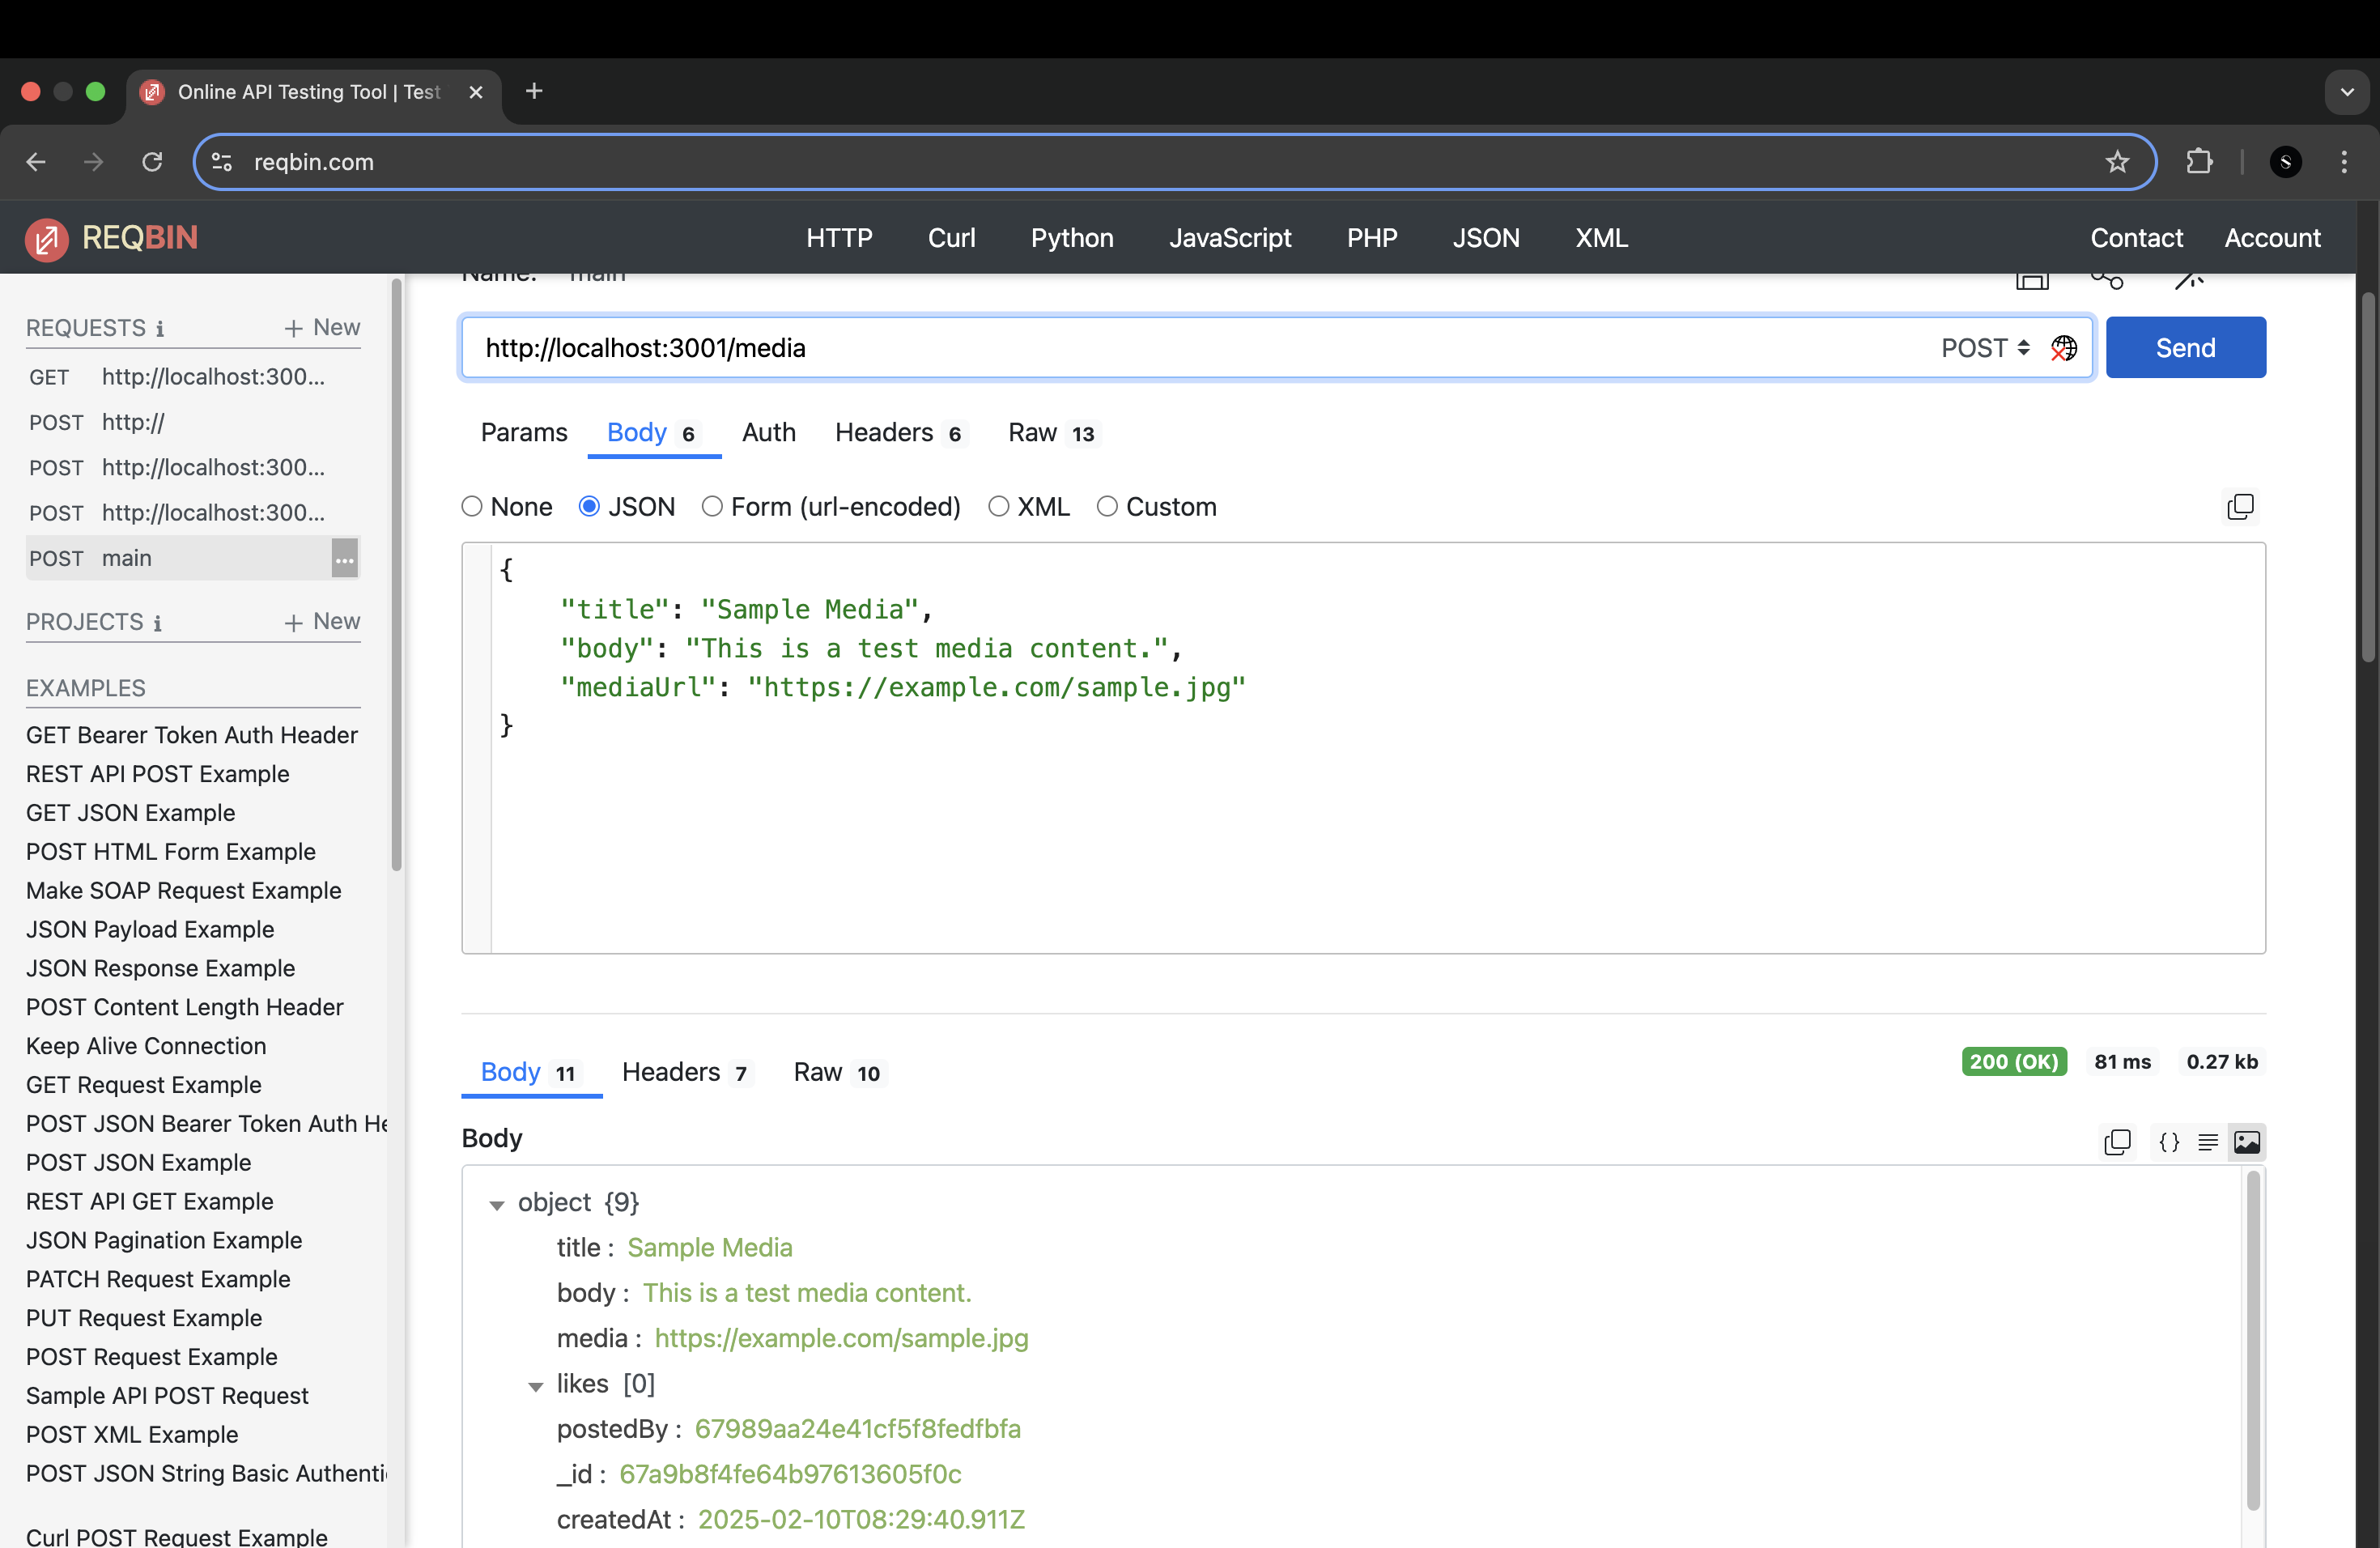 Online API Testing Tool | Test
reqbin.com
S
REQBIN
HTTP Curl Python JavaScript PHP JSON XML Contact Account
REQUESTS i + New
GET http://localhost:300...
POST http://
POST http://localhost:300...
POST http://localhost:300...
POST main ...
PROJECTS i + New
EXAMPLES
GET Bearer Token Auth Header
REST API POST Example
GET JSON Example
POST HTML Form Example
Make SOAP Request Example
JSON Payload Example
JSON Response Example
POST Content Length Header
Keep Alive Connection
GET Request Example
POST JSON Bearer Token Auth He
POST JSON Example
REST API GET Example
JSON Pagination Example
PATCH Request Example
PUT Request Example
POST Request Example
Sample API POST Request
POST XML Example
POST JSON String Basic Authenti
Curl POST Request Example
Name: main
http://localhost:3001/media POST Send
Params Body 6 Auth Headers 6 Raw 13
None JSON Form (url-encoded) XML Custom
{
"title": "Sample Media",
"body": "This is a test media content.",
"mediaUrl": "https://example.com/sample.jpg"
}
Body 11 Headers 7 Raw 10 200 (OK) 81 ms 0.27 kb
Body {}
object {9}
title : Sample Media
body : This is a test media content.
media : https://example.com/sample.jpg
likes [0]
postedBy : 67989aa24e41cf5f8fedfbfa
_id : 67a9b8f4fe64b97613605f0c
createdAt : 2025-02-10T08:29:40.911Z